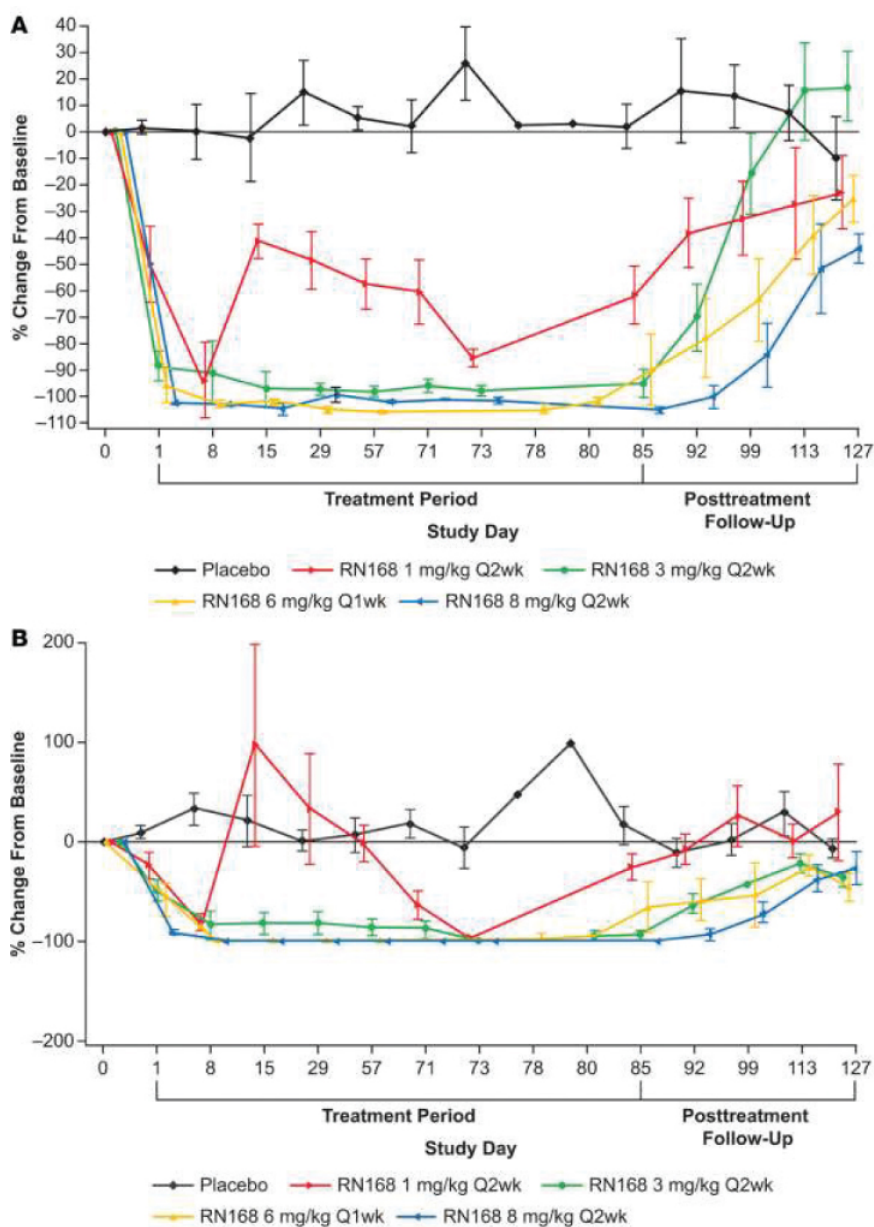 A
% Change From Baseline
40
30
20
10
0
–10
–20
–30
–40
–50
–60
–70
–80
–90
–100
–110
0 1 8 15 29 57 71 73 78 80 85 92 99 113 127
Treatment Period Posttreatment
Follow-Up
Study Day
Placebo RN168 1 mg/kg Q2wk RN168 3 mg/kg Q2wk
RN168 6 mg/kg Q1wk RN168 8 mg/kg Q2wk
B
% Change From Baseline
200
100
0
–100
–200
0 1 8 15 29 57 71 73 78 80 85 92 99 113 127
Treatment Period Posttreatment
Follow-Up
Study Day
Placebo RN168 1 mg/kg Q2wk RN168 3 mg/kg Q2wk
RN168 6 mg/kg Q1wk RN168 8 mg/kg Q2wk